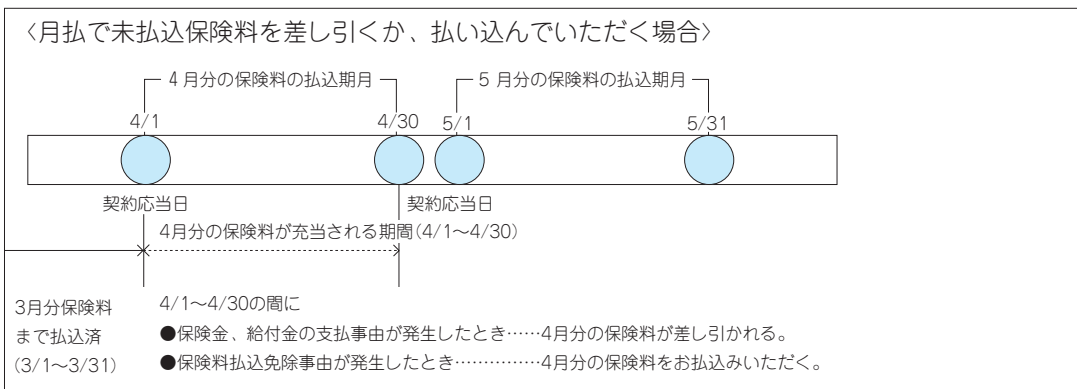 〈月払で未払込保険料を差し引くか、払い込んでいただく場合〉
4月分の保険料の払込期月
5月分の保険料の払込期月
4/1
4/30
5/1
5/31
契約応当日
契約応当日
4月分の保険料が充当される期間(4/1〜4/30)
3月分保険料
まで払込済
(3/1〜3/31)
4/1〜4/30の間に
●保険金、給付金の支払事由が発生したとき……4月分の保険料が差し引かれる。
●保険料払込免除事由が発生したとき……………4月分の保険料をお払込みいただく。